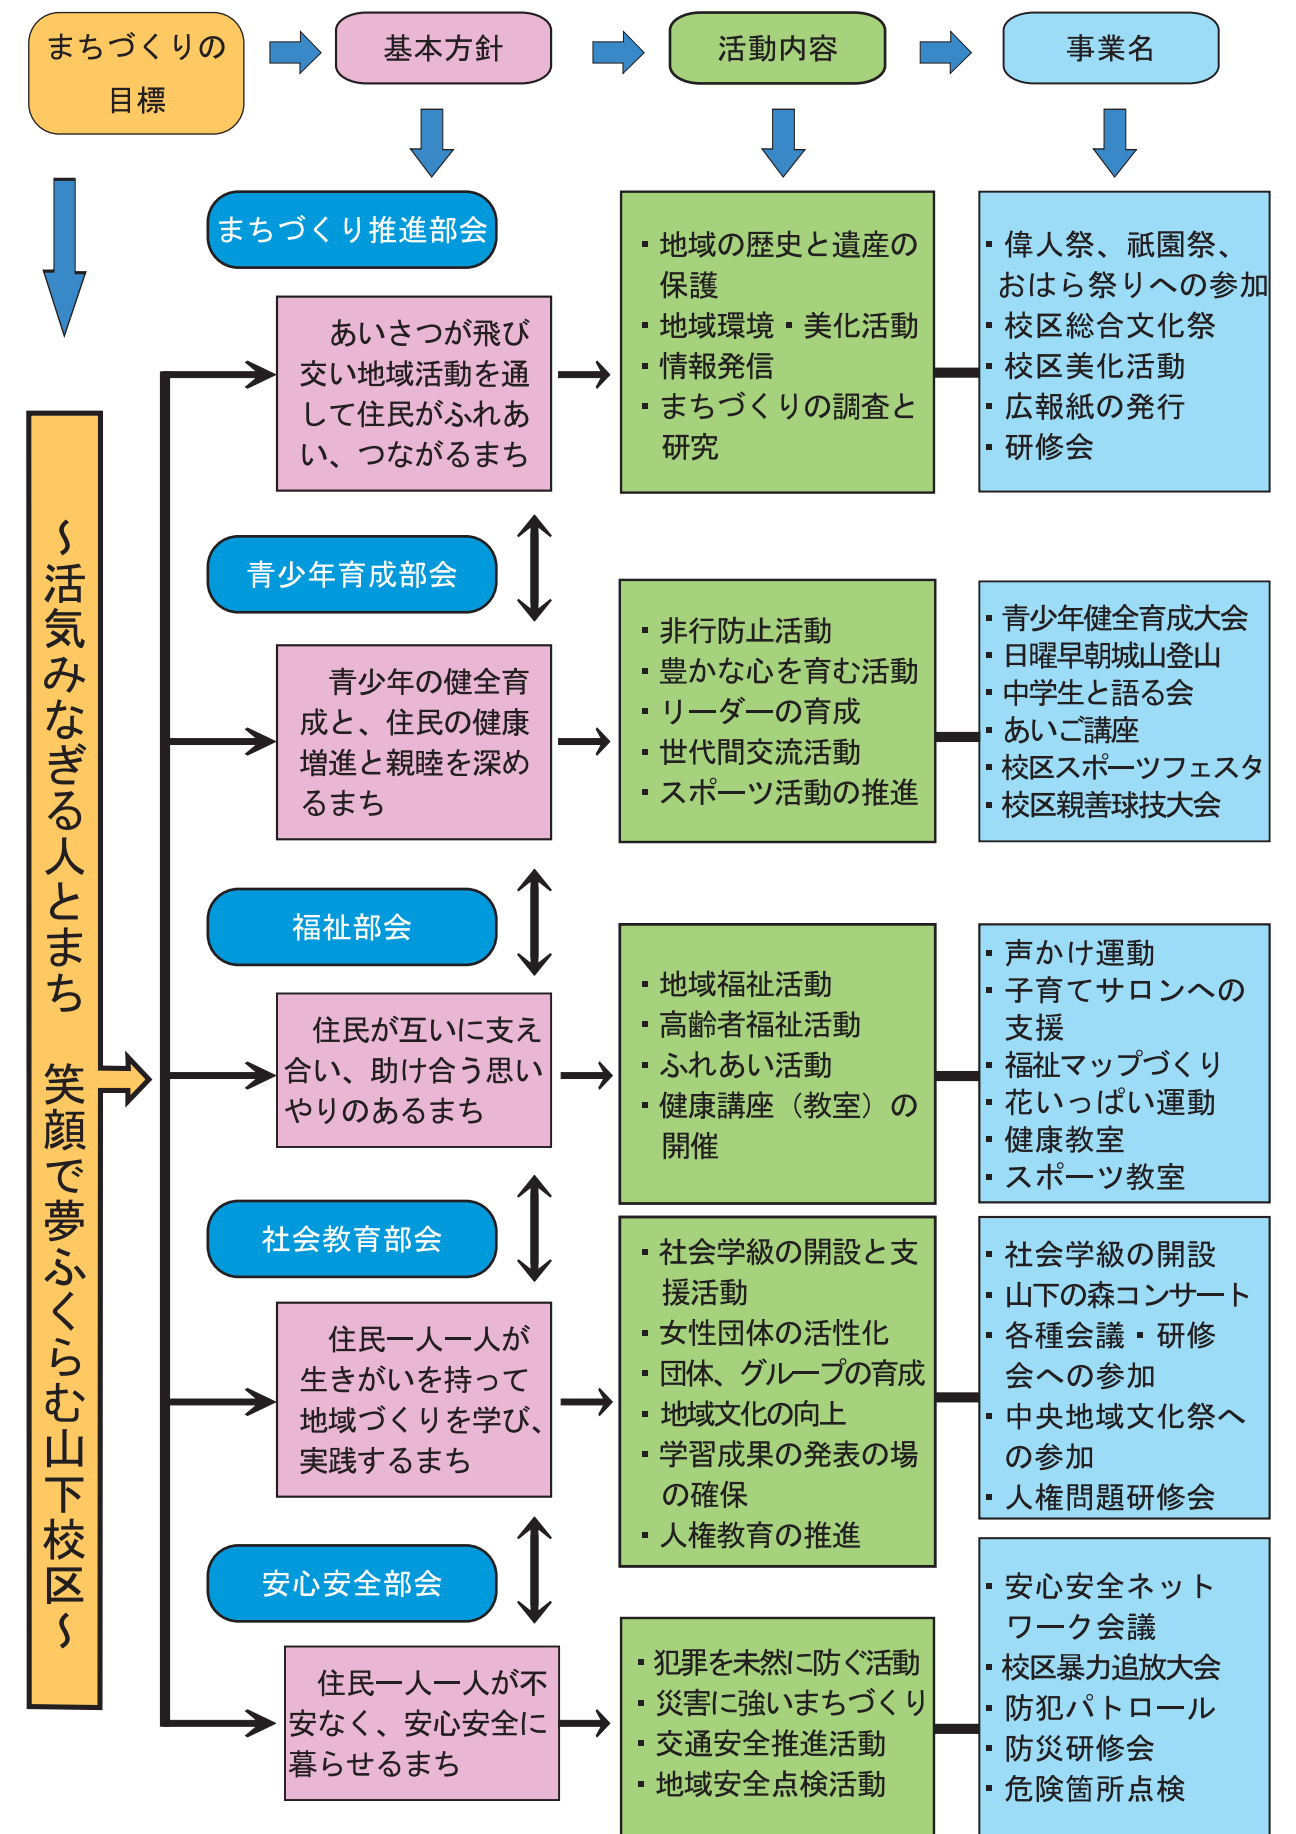 まちづくりの
目標
基本方針
活動内容
事業名
～活気みなぎる人とまち　笑顔で夢ふくらむ山下校区～
まちづくり推進部会
あいさつが飛び
交い地域活動を通
して住民がふれあ
い、つながるまち
・地域の歴史と遺産の
保護
・地域環境・美化活動
・情報発信
・まちづくりの調査と
研究
・偉人祭、祇園祭、
おはら祭りへの参加
・校区総合文化祭
・校区美化活動
・広報紙の発行
・研修会
青少年育成部会
青少年の健全育
成と、住民の健康
増進と親睦を深め
るまち
・非行防止活動
・豊かな心を育む活動
・リーダーの育成
・世代間交流活動
・スポーツ活動の推進
・青少年健全育成大会
・日曜早朝城山登山
・中学生と語る会
・あいご講座
・校区スポーツフェスタ
・校区親善球技大会
福祉部会
住民が互いに支え
合い、助け合う思い
やりのあるまち
・地域福祉活動
・高齢者福祉活動
・ふれあい活動
・健康講座（教室）の
開催
・声かけ運動
・子育てサロンへの
支援
・福祉マップづくり
・花いっぱい運動
・健康教室
・スポーツ教室
社会教育部会
住民一人一人が
生きがいを持って
地域づくりを学び、
実践するまち
・社会学級の開設と支
援活動
・女性団体の活性化
・団体、グループの育成
・地域文化の向上
・学習成果の発表の場
の確保
・人権教育の推進
・社会学級の開設
・山下の森コンサート
・各種会議・研修
会への参加
・中央地域文化祭へ
の参加
・人権問題研修会
安心安全部会
住民一人一人が不
安なく、安心安全に
暮らせるまち
・犯罪を未然に防ぐ活動
・災害に強いまちづくり
・交通安全推進活動
・地域安全点検活動
・安心安全ネット
ワーク会議
・校区暴力追放大会
・防犯パトロール
・防災研修会
・危険箇所点検